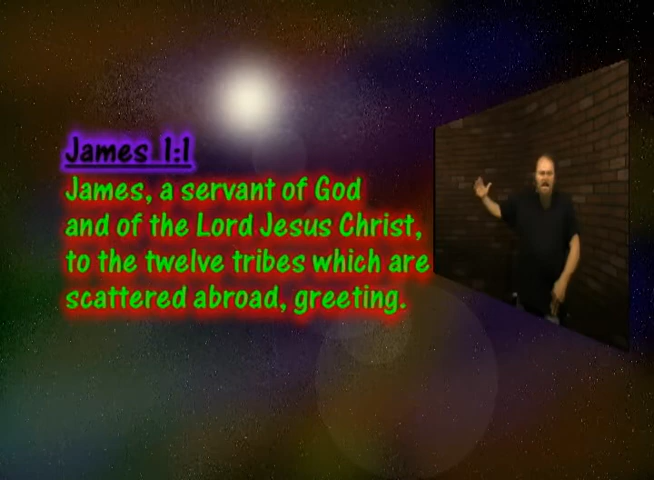 James 1:1
James, a servant of God
and of the Lord Jesus Christ,
to the twelve tribes which are
scattered abroad, greeting.